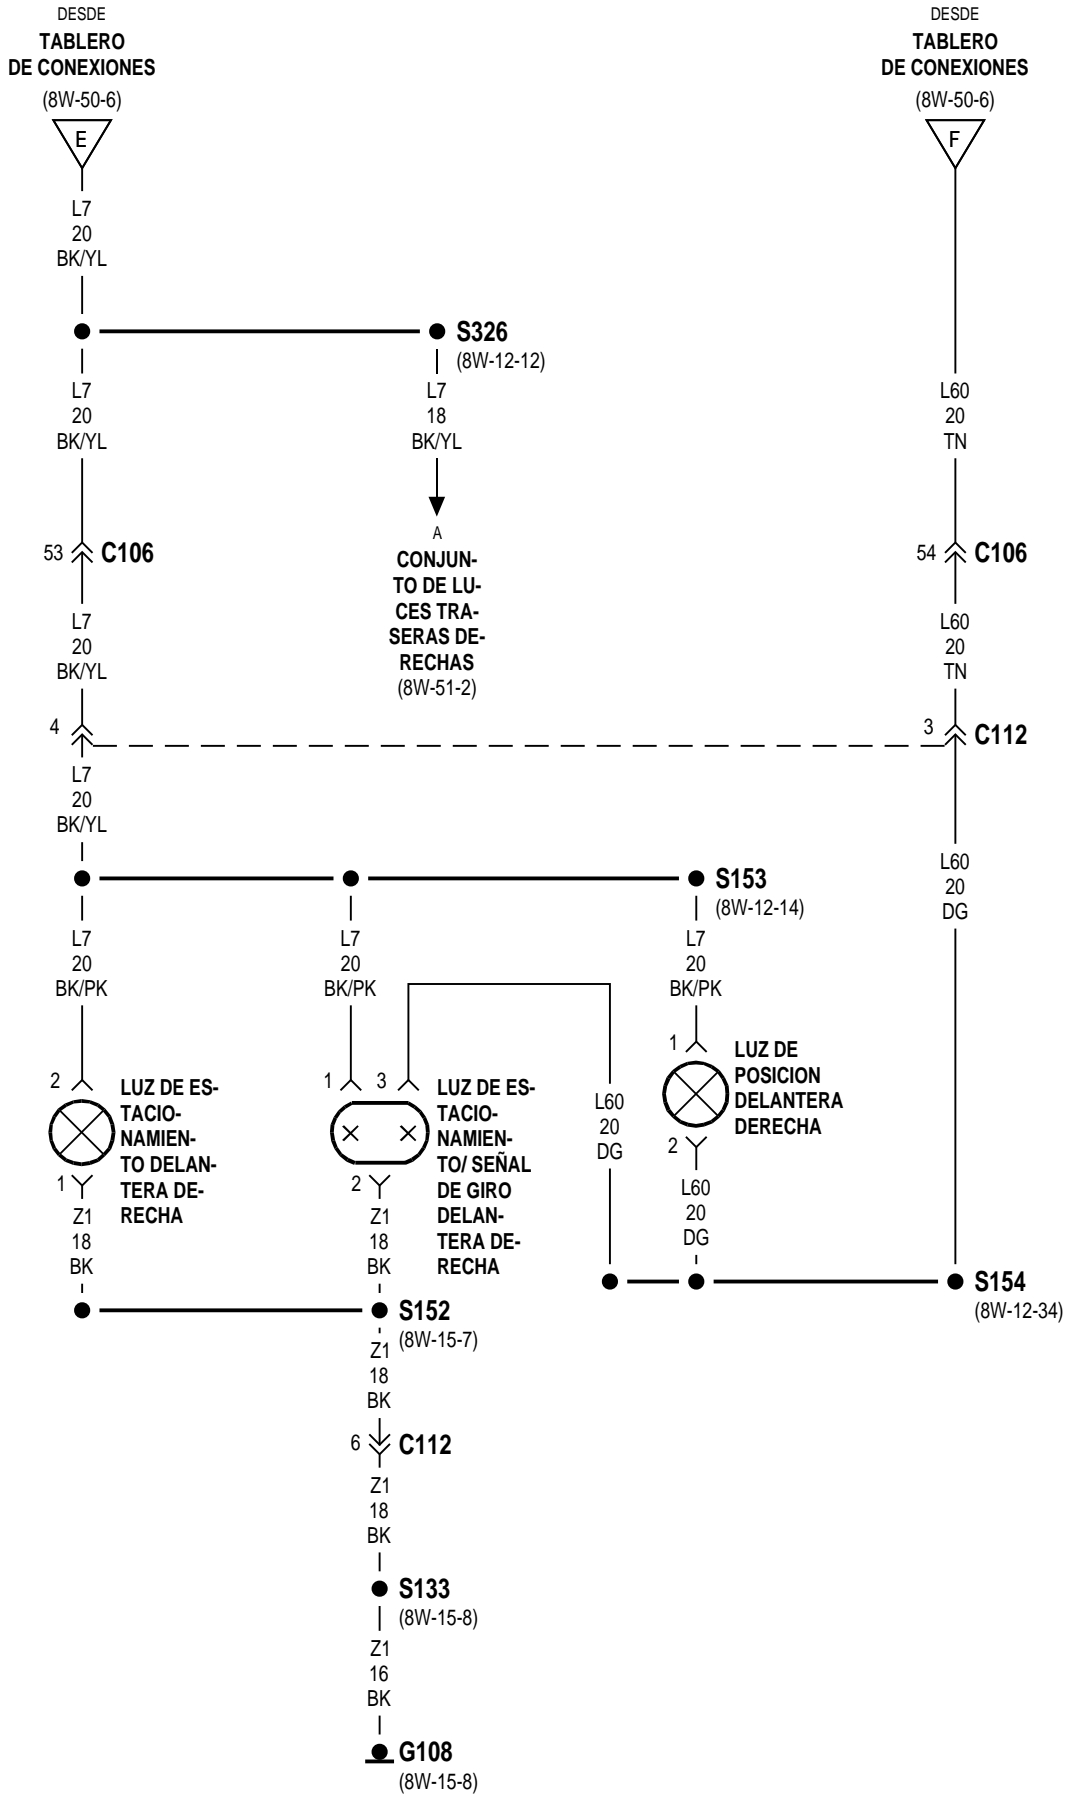 DESDE
TABLERO
DE CONEXIONES
(8W-50-6)
E
DESDE
TABLERO
DE CONEXIONES
(8W-50-6)
F
L7
20
BK/YL
S326
(8W-12-12)
L7
20
BK/YL
L7
18
BK/YL
L60
20
TN
A
CONJUN-
TO DE LU-
CES TRA-
SERAS DE-
RECHAS
(8W-51-2)
53
C106
54
C106
L7
20
BK/YL
L60
20
TN
4
3
C112
L7
20
BK/YL
S153
(8W-12-14)
L60
20
DG
L7
20
BK/PK
L7
20
BK/PK
L7
20
BK/PK
2
LUZ DE ES-
TACIO-
NAMIEN-
TO DELAN-
TERA DE-
RECHA
1
1
3
LUZ DE ES-
TACIO-
NAMIEN-
TO/ SEÑAL
DE GIRO
DELAN-
TERA DE-
RECHA
2
L60
20
DG
1
LUZ DE
POSICION
DELANTERA
DERECHA
2
L60
20
DG
Z1
18
BK
Z1
18
BK
S154
(8W-12-34)
S152
(8W-15-7)
Z1
18
BK
6
C112
Z1
18
BK
S133
(8W-15-8)
Z1
16
BK
G108
(8W-15-8)